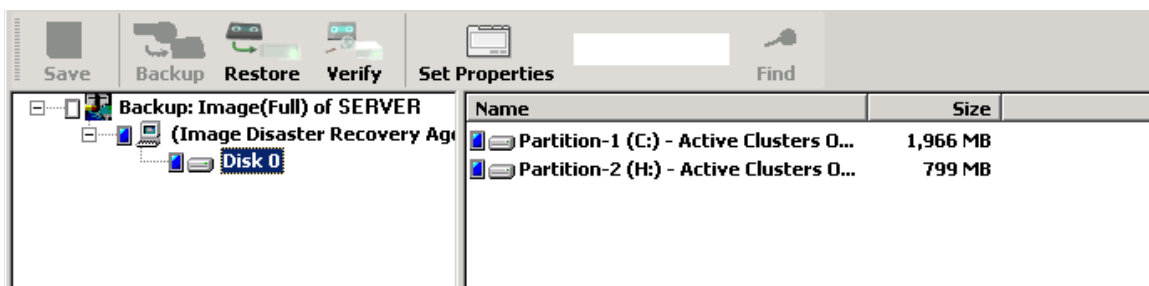 Save Backup Restore Verify Set Properties Find
Backup: Image(Full) of SERVER
(Image Disaster Recovery Age
Disk 0
Name Size
Partition-1 (C:) - Active Clusters O... 1,966 MB
Partition-2 (H:) - Active Clusters O... 799 MB